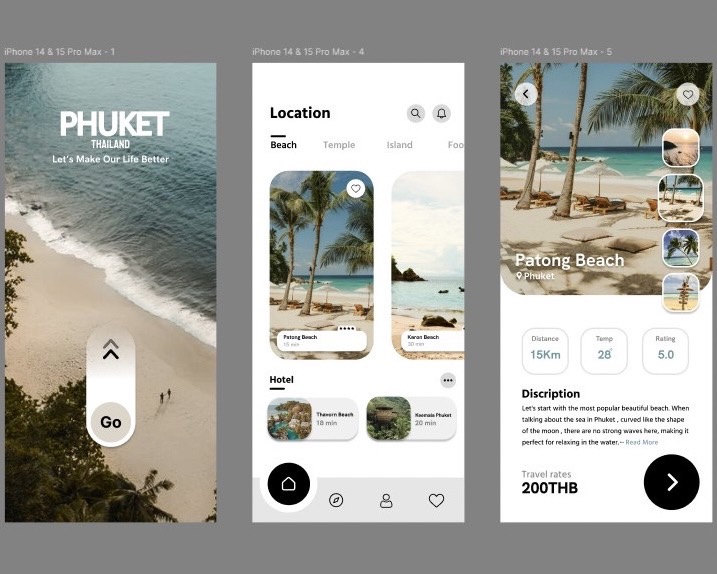 iPhone 14 & 15 Pro Max - 1
PHUKET
THAILAND
Let's Make Our Life Better
Go
iPhone 14 & 15 Pro Max - 4
Location
Beach Temple Island Foo
Patong Beach
15 min
Karon Beach
30 min
Hotel
Thavorn Beach
18 min
Keemala Phuket
20 min
iPhone 14 & 15 Pro Max - 5
Patong Beach
Phuket
Distance
15Km
Temp
28°
Rating
5.0
Discription
Let's start with the most popular beautiful beach. When
talking about the sea in Phuket , curved like the shape
of the moon , there are no strong waves here, making it
perfect for relaxing in the water.-- Read More
Travel rates
200THB